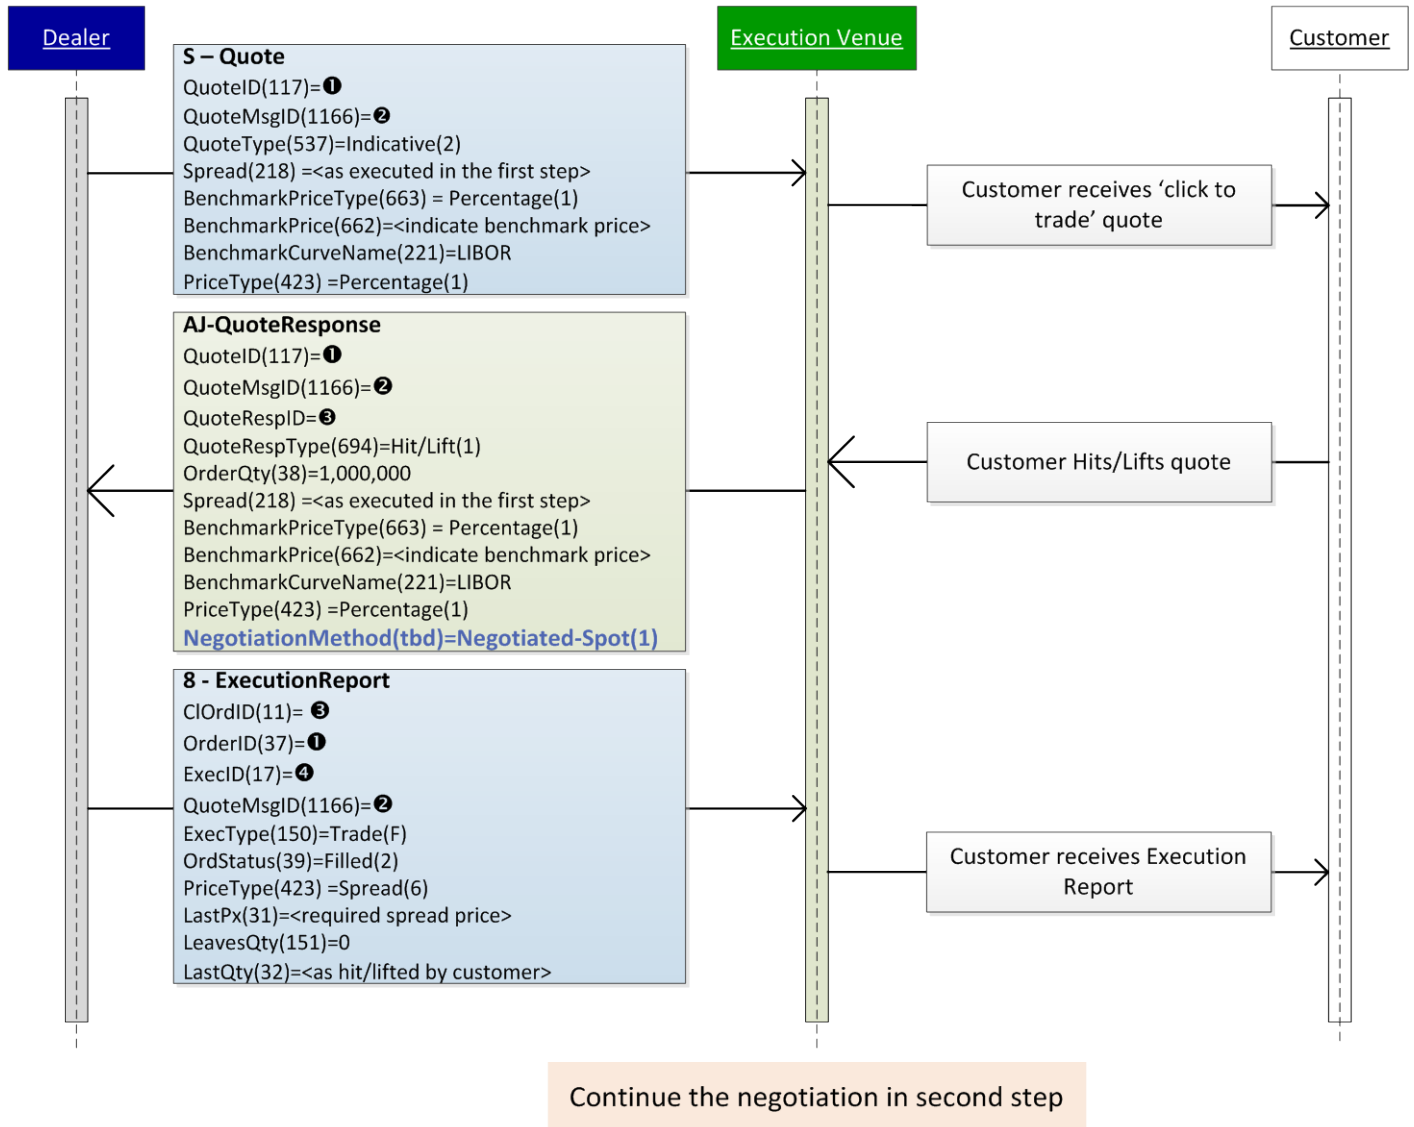 Dealer
Execution Venue
Customer
S – Quote
QuoteID(117)=❶
QuoteMsgID(1166)=❷
QuoteType(537)=Indicative(2)
Spread(218) =<as executed in the first step>
BenchmarkPriceType(663) = Percentage(1)
BenchmarkPrice(662)=<indicate benchmark price>
BenchmarkCurveName(221)=LIBOR
PriceType(423) =Percentage(1)
Customer receives ‘click to
trade’ quote
AJ-QuoteResponse
QuoteID(117)=❶
QuoteMsgID(1166)=❷
QuoteRespID=❸
QuoteRespType(694)=Hit/Lift(1)
OrderQty(38)=1,000,000
Spread(218) =<as executed in the first step>
BenchmarkPriceType(663) = Percentage(1)
BenchmarkPrice(662)=<indicate benchmark price>
BenchmarkCurveName(221)=LIBOR
PriceType(423) =Percentage(1)
NegotiationMethod(tbd)=Negotiated-Spot(1)
Customer Hits/Lifts quote
8 - ExecutionReport
ClOrdID(11)= ❸
OrderID(37)=❶
ExecID(17)=❹
QuoteMsgID(1166)=❷
ExecType(150)=Trade(F)
OrdStatus(39)=Filled(2)
PriceType(423) =Spread(6)
LastPx(31)=<required spread price>
LeavesQty(151)=0
LastQty(32)=<as hit/lifted by customer>
Customer receives Execution
Report
Continue the negotiation in second step